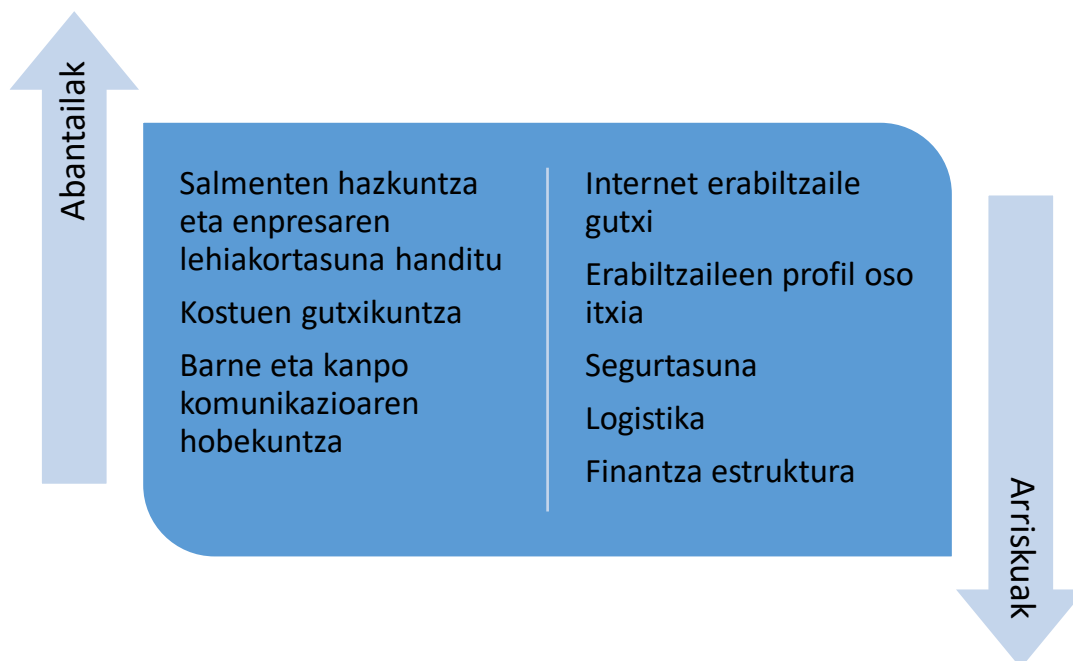 Abantailak
Salmenten hazkuntza
eta enpresaren
lehiakortasuna handitu
Kostuen gutxikuntza
Barne eta kanpo
komunikazioaren
hobekuntza
Internet erabiltzaile
gutxi
Erabiltzaileen profil oso
itxia
Segurtasuna
Logistika
Finantza estruktura
Arriskuak